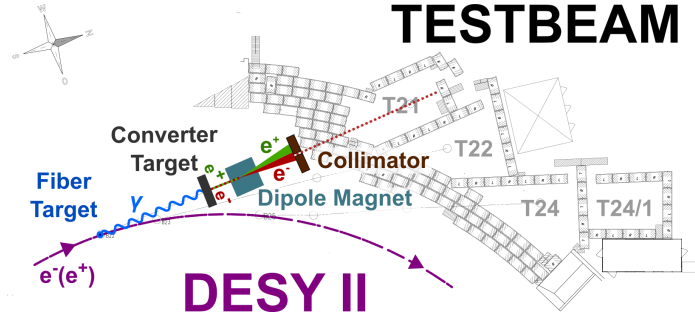 TESTBEAM
N
W
S
O
T21
Converter
Target
e⁺
e⁻
Collimator
T22
Fiber
Target
γ
e⁺
e⁻
Dipole Magnet
T24
T24/1
e⁻(e⁺)
DESY II